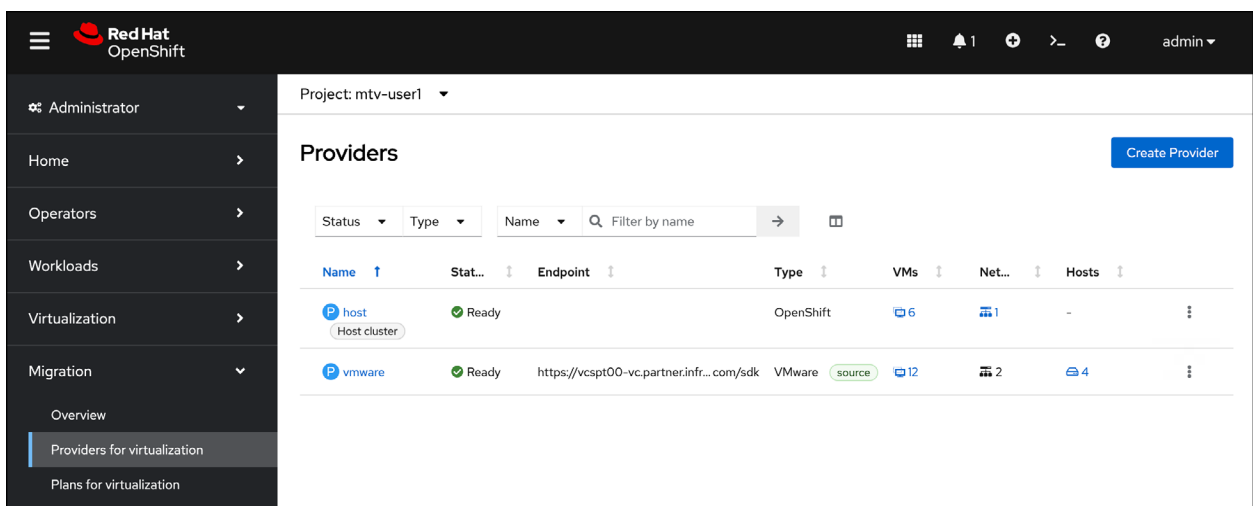 Red Hat
OpenShift
1
>_
admin
Administrator
Home
Operators
Workloads
Virtualization
Migration
Overview
Providers for virtualization
Plans for virtualization
Project: mtv-user1
Providers
Create Provider
Status Type Name Filter by name
Name Stat... Endpoint Type VMs Net... Hosts
P host Ready OpenShift 6 1 -
Host cluster
P vmware Ready https://vcspt00-vc.partner.infr... com/sdk VMware source 12 2 4